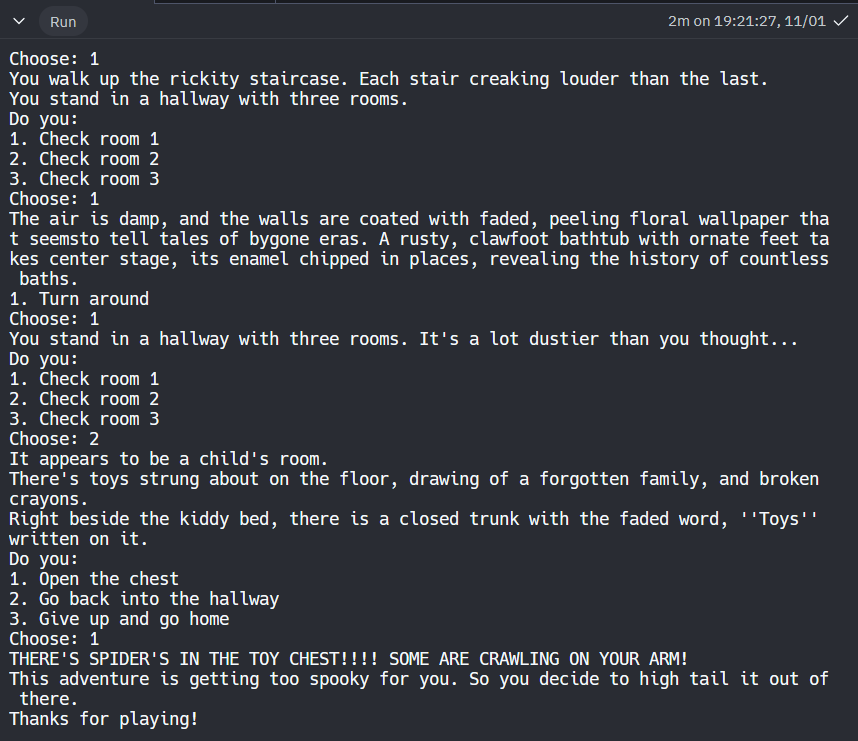 Run
2m on 19:21:27, 11/01
Choose: 1
You walk up the rickity staircase. Each stair creaking louder than the last.
You stand in a hallway with three rooms.
Do you:
1. Check room 1
2. Check room 2
3. Check room 3
Choose: 1
The air is damp, and the walls are coated with faded, peeling floral wallpaper tha
t seemsto tell tales of bygone eras. A rusty, clawfoot bathtub with ornate feet ta
kes center stage, its enamel chipped in places, revealing the history of countless
 baths.
1. Turn around
Choose: 1
You stand in a hallway with three rooms. It's a lot dustier than you thought...
Do you:
1. Check room 1
2. Check room 2
3. Check room 3
Choose: 2
It appears to be a child's room.
There's toys strung about on the floor, drawing of a forgotten family, and broken
crayons.
Right beside the kiddy bed, there is a closed trunk with the faded word, ''Toys''
written on it.
Do you:
1. Open the chest
2. Go back into the hallway
3. Give up and go home
Choose: 1
THERE'S SPIDER'S IN THE TOY CHEST!!!! SOME ARE CRAWLING ON YOUR ARM!
This adventure is getting too spooky for you. So you decide to high tail it out of
 there.
Thanks for playing!